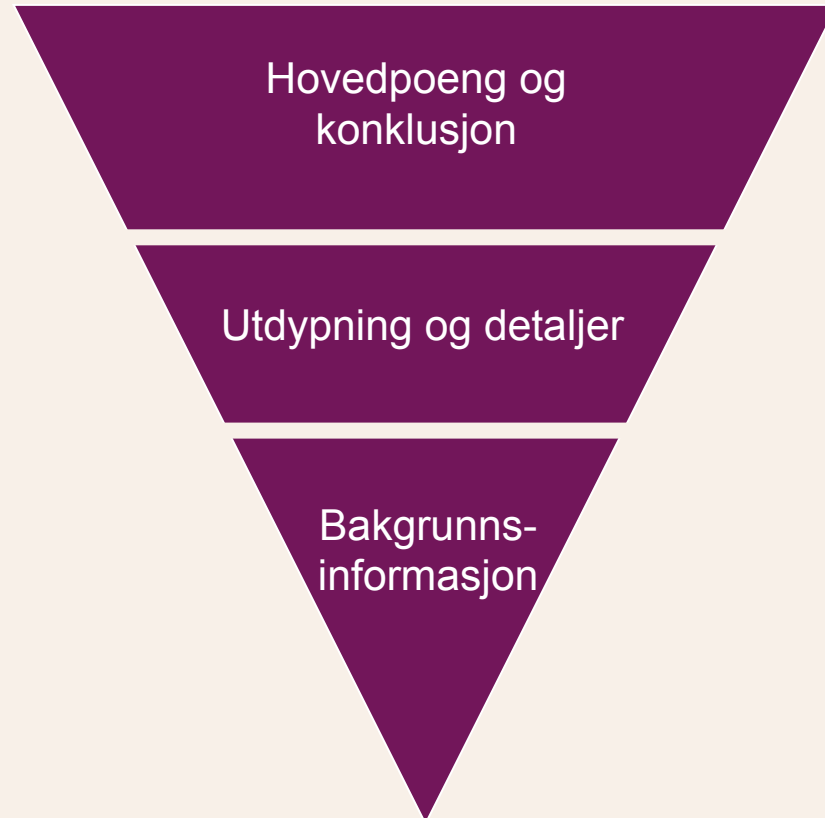 Hovedpoeng og
konklusjon
Utdypning og detaljer
Bakgrunns-
informasjon